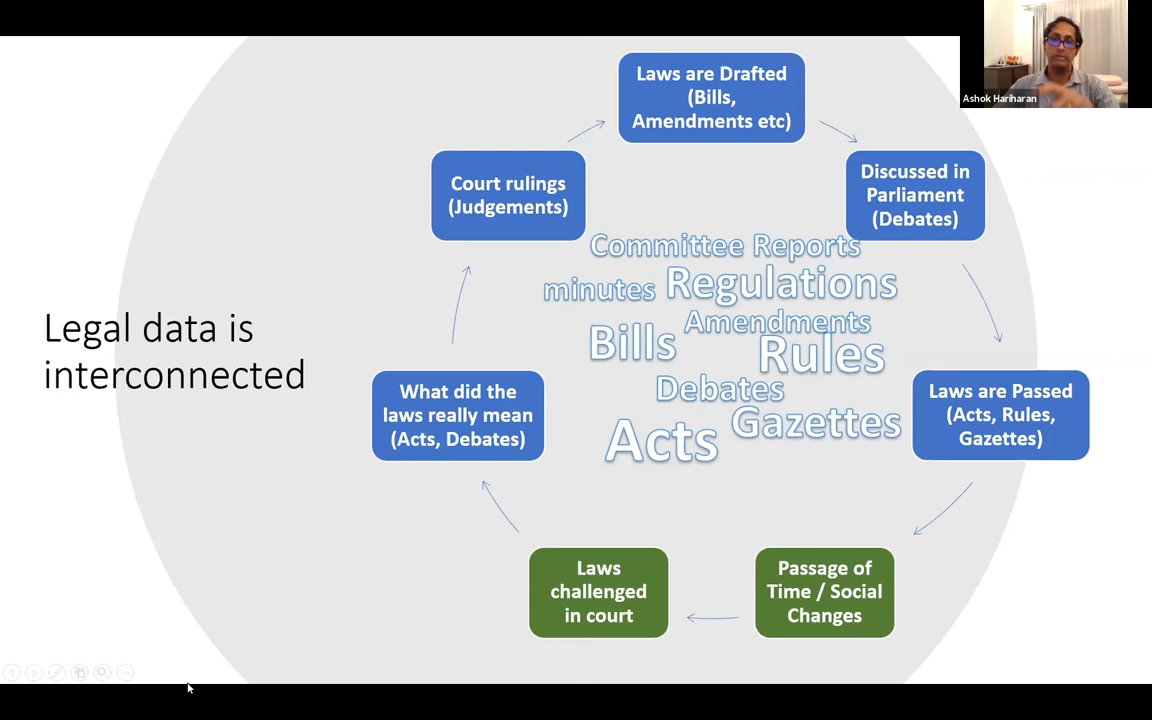 Legal data is
interconnected
Laws are Drafted
(Bills,
Amendments etc)
Discussed in
Parliament
(Debates)
Laws are Passed
(Acts, Rules,
Gazettes)
Passage of
Time / Social
Changes
Laws
challenged
in court
What did the
laws really mean
(Acts, Debates)
Court rulings
(Judgements)
Committee Reports
minutes Regulations
Amendments
Bills Rules
Debates
Gazettes
Acts
Ashok Hariharan